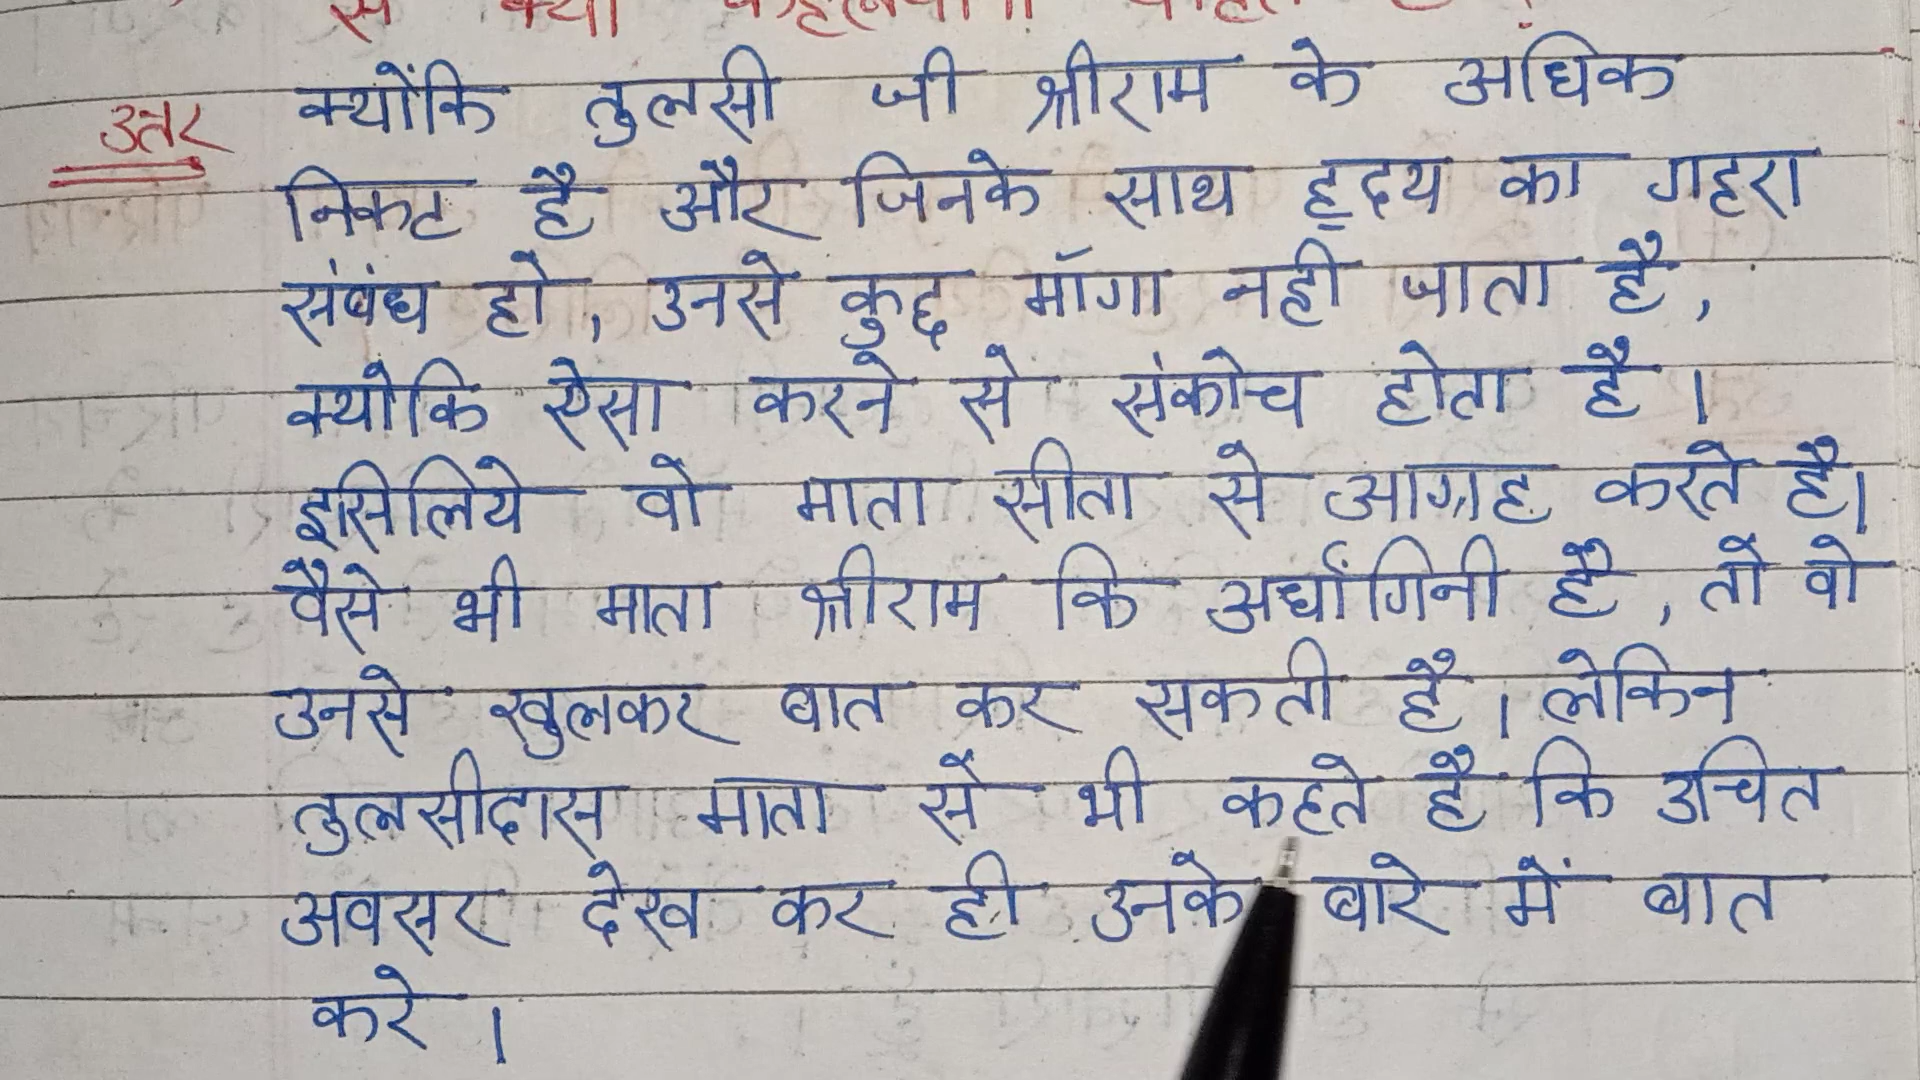 से क्या
उत्तर क्योंकि तुलसी जी श्रीराम के अधिक
निकट है और जिनके साथ हृदय का गहरा
संबंध हो, उनसे कुछ माँगा नही जाता है,
क्योकि ऐसा करने से संकोच होता है ।
इसिलिये वो माता सीता से आग्रह करते है।
वैसे भी माता श्रीराम कि अर्धांगिनी है, तो वो
उनसे खुलकर बात कर सकती है । लेकिन
तुलसीदास माता से भी कहते है कि उचित
अवसर देख कर ही उनके बारे में बात
करे ।